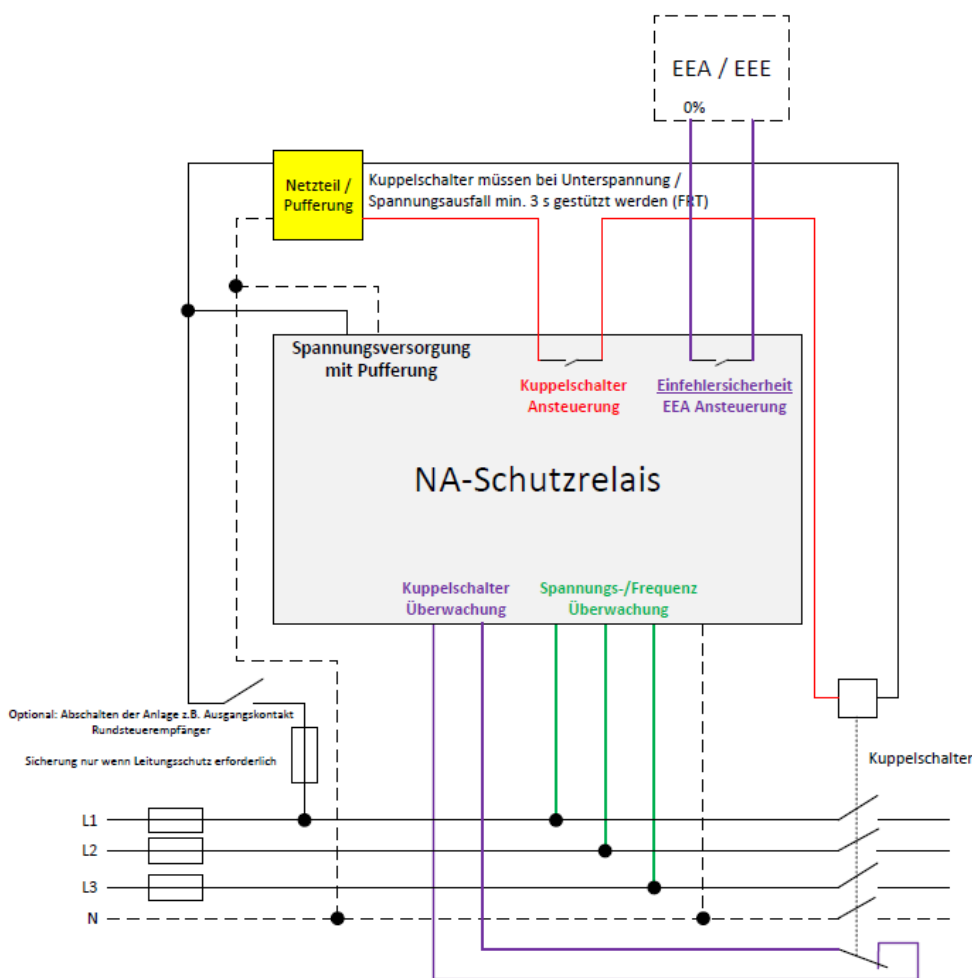 EEA / EEE
0%
Netzteil /
Pufferung
Kuppelschalter müssen bei Unterspannung /
Spannungsausfall min. 3 s gestützt werden (FRT)
Spannungsversorgung
mit Pufferung
Kuppelschalter
Ansteuerung
Einfehlersicherheit
EEA Ansteuerung
NA-Schutzrelais
Kuppelschalter
Überwachung
Spannungs-/Frequenz
Überwachung
Optional: Abschalten der Anlage z.B. Ausgangskontakt
Rundsteuerempfänger
Sicherung nur wenn Leitungsschutz erforderlich
Kuppelschalter
L1
L2
L3
N